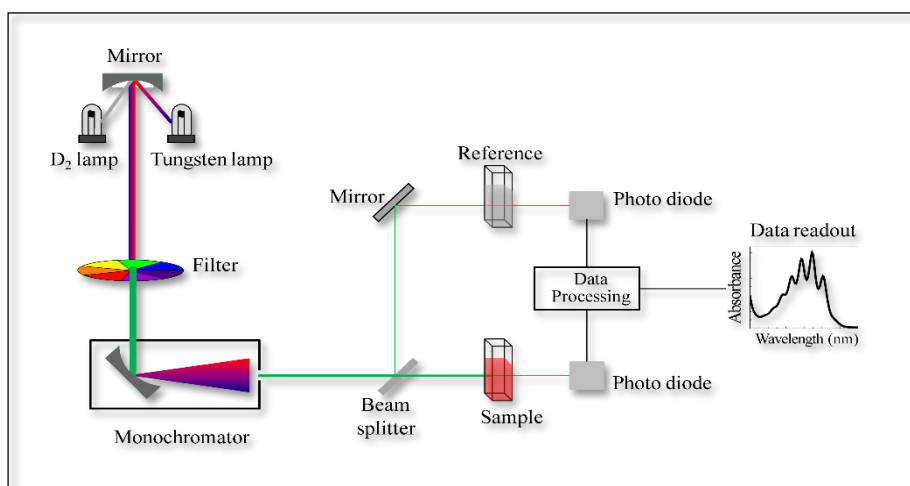 Mirror
D₂ lamp
Tungsten lamp
Filter
Monochromator
Mirror
Reference
Photo diode
Data
Processing
Beam
splitter
Sample
Photo diode
Data readout
Absorbance
Wavelength (nm)